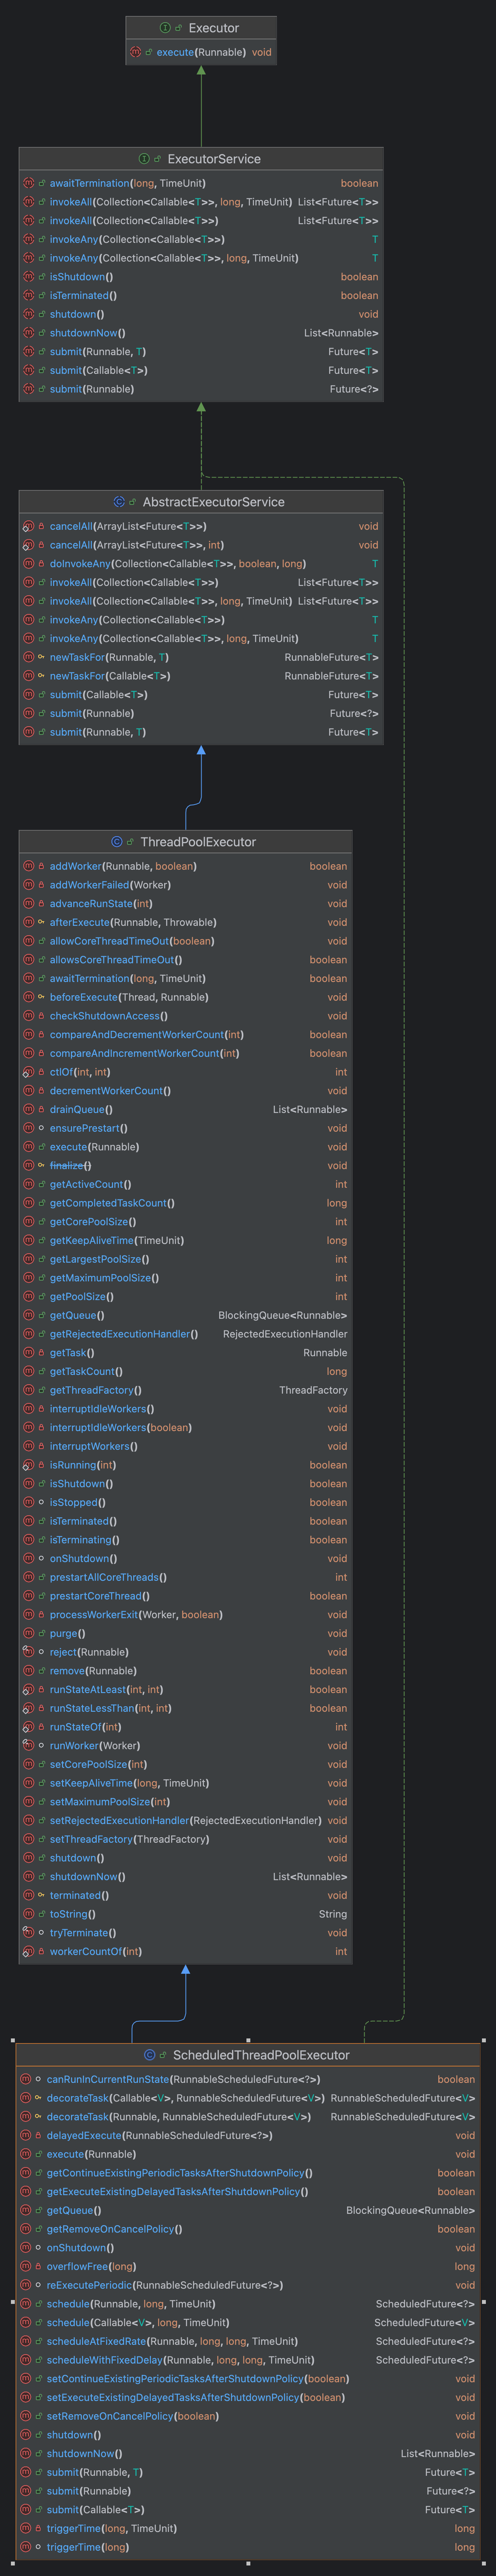 Executor
execute(Runnable) void
ExecutorService
awaitTermination(long, TimeUnit) boolean
invokeAll(Collection<Callable<T>>, long, TimeUnit) List<Future<T>>
invokeAll(Collection<Callable<T>>) List<Future<T>>
invokeAny(Collection<Callable<T>>) T
invokeAny(Collection<Callable<T>>, long, TimeUnit) T
isShutdown() boolean
isTerminated() boolean
shutdown() void
shutdownNow() List<Runnable>
submit(Runnable, T) Future<T>
submit(Callable<T>) Future<T>
submit(Runnable) Future<?>
AbstractExecutorService
cancelAll(ArrayList<Future<T>>) void
cancelAll(ArrayList<Future<T>>, int) void
doInvokeAny(Collection<Callable<T>>, boolean, long) T
invokeAll(Collection<Callable<T>>) List<Future<T>>
invokeAll(Collection<Callable<T>>, long, TimeUnit) List<Future<T>>
invokeAny(Collection<Callable<T>>) T
invokeAny(Collection<Callable<T>>, long, TimeUnit) T
newTaskFor(Runnable, T) RunnableFuture<T>
newTaskFor(Callable<T>) RunnableFuture<T>
submit(Callable<T>) Future<T>
submit(Runnable) Future<?>
submit(Runnable, T) Future<T>
ThreadPoolExecutor
addWorker(Runnable, boolean) boolean
addWorkerFailed(Worker) void
advanceRunState(int) void
afterExecute(Runnable, Throwable) void
allowCoreThreadTimeOut(boolean) void
allowsCoreThreadTimeOut() boolean
awaitTermination(long, TimeUnit) boolean
beforeExecute(Thread, Runnable) void
checkShutdownAccess() void
compareAndDecrementWorkerCount(int) boolean
compareAndIncrementWorkerCount(int) boolean
ctlOf(int, int) int
decrementWorkerCount() void
drainQueue() List<Runnable>
ensurePrestart() void
execute(Runnable) void
finalize() void
getActiveCount() int
getCompletedTaskCount() long
getCorePoolSize() int
getKeepAliveTime(TimeUnit) long
getLargestPoolSize() int
getMaximumPoolSize() int
getPoolSize() int
getQueue() BlockingQueue<Runnable>
getRejectedExecutionHandler() RejectedExecutionHandler
getTask() Runnable
getTaskCount() long
getThreadFactory() ThreadFactory
interruptIdleWorkers() void
interruptIdleWorkers(boolean) void
interruptWorkers() void
isRunning(int) boolean
isShutdown() boolean
isStopped() boolean
isTerminated() boolean
isTerminating() boolean
onShutdown() void
prestartAllCoreThreads() int
prestartCoreThread() boolean
processWorkerExit(Worker, boolean) void
purge() void
reject(Runnable) void
remove(Runnable) boolean
runStateAtLeast(int, int) boolean
runStateLessThan(int, int) boolean
runStateOf(int) int
runWorker(Worker) void
setCorePoolSize(int) void
setKeepAliveTime(long, TimeUnit) void
setMaximumPoolSize(int) void
setRejectedExecutionHandler(RejectedExecutionHandler) void
setThreadFactory(ThreadFactory) void
shutdown() void
shutdownNow() List<Runnable>
terminated() void
toString() String
tryTerminate() void
workerCountOf(int) int
ScheduledThreadPoolExecutor
canRunInCurrentRunState(RunnableScheduledFuture<?>) boolean
decorateTask(Callable<V>, RunnableScheduledFuture<V>) RunnableScheduledFuture<V>
decorateTask(Runnable, RunnableScheduledFuture<V>) RunnableScheduledFuture<V>
delayedExecute(RunnableScheduledFuture<?>) void
execute(Runnable) void
getContinueExistingPeriodicTasksAfterShutdownPolicy() boolean
getExecuteExistingDelayedTasksAfterShutdownPolicy() boolean
getQueue() BlockingQueue<Runnable>
getRemoveOnCancelPolicy() boolean
onShutdown() void
overflowFree(long) long
reExecutePeriodic(RunnableScheduledFuture<?>) void
schedule(Runnable, long, TimeUnit) ScheduledFuture<?>
schedule(Callable<V>, long, TimeUnit) ScheduledFuture<V>
scheduleAtFixedRate(Runnable, long, long, TimeUnit) ScheduledFuture<?>
scheduleWithFixedDelay(Runnable, long, long, TimeUnit) ScheduledFuture<?>
setContinueExistingPeriodicTasksAfterShutdownPolicy(boolean) void
setExecuteExistingDelayedTasksAfterShutdownPolicy(boolean) void
setRemoveOnCancelPolicy(boolean) void
shutdown() void
shutdownNow() List<Runnable>
submit(Runnable, T) Future<T>
submit(Runnable) Future<?>
submit(Callable<T>) Future<T>
triggerTime(long, TimeUnit) long
triggerTime(long) long